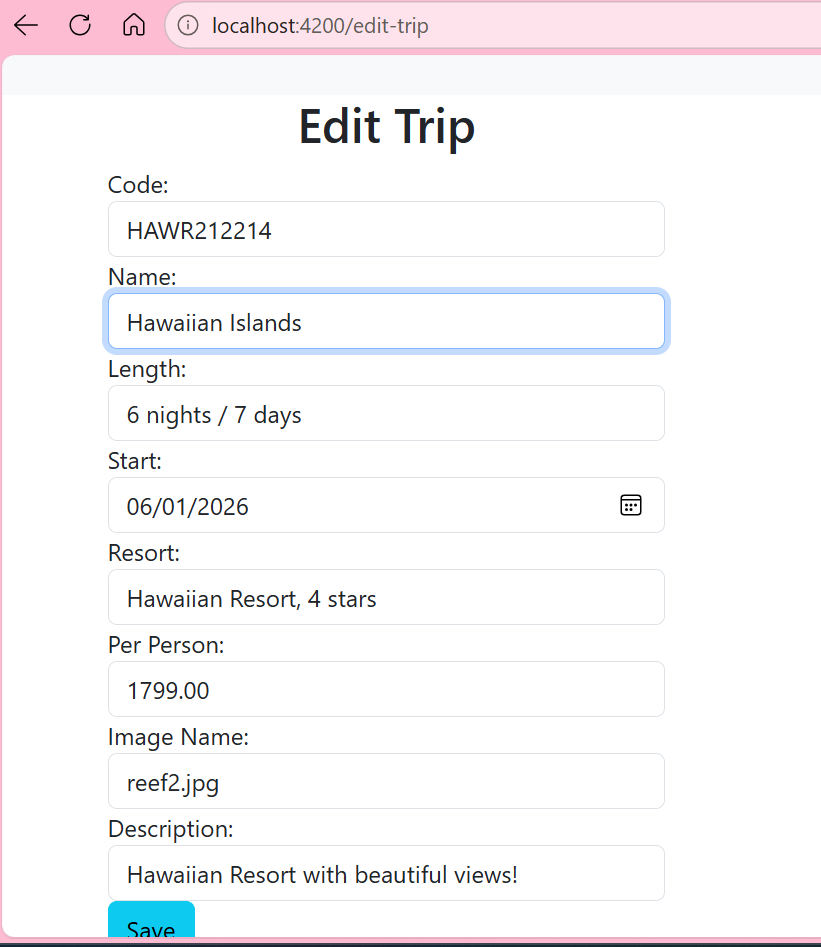 localhost:4200/edit-trip
Edit Trip
Code:
HAWR212214
Name:
Hawaiian Islands
Length:
6 nights / 7 days
Start:
06/01/2026
Resort:
Hawaiian Resort, 4 stars
Per Person:
1799.00
Image Name:
reef2.jpg
Description:
Hawaiian Resort with beautiful views!
Save